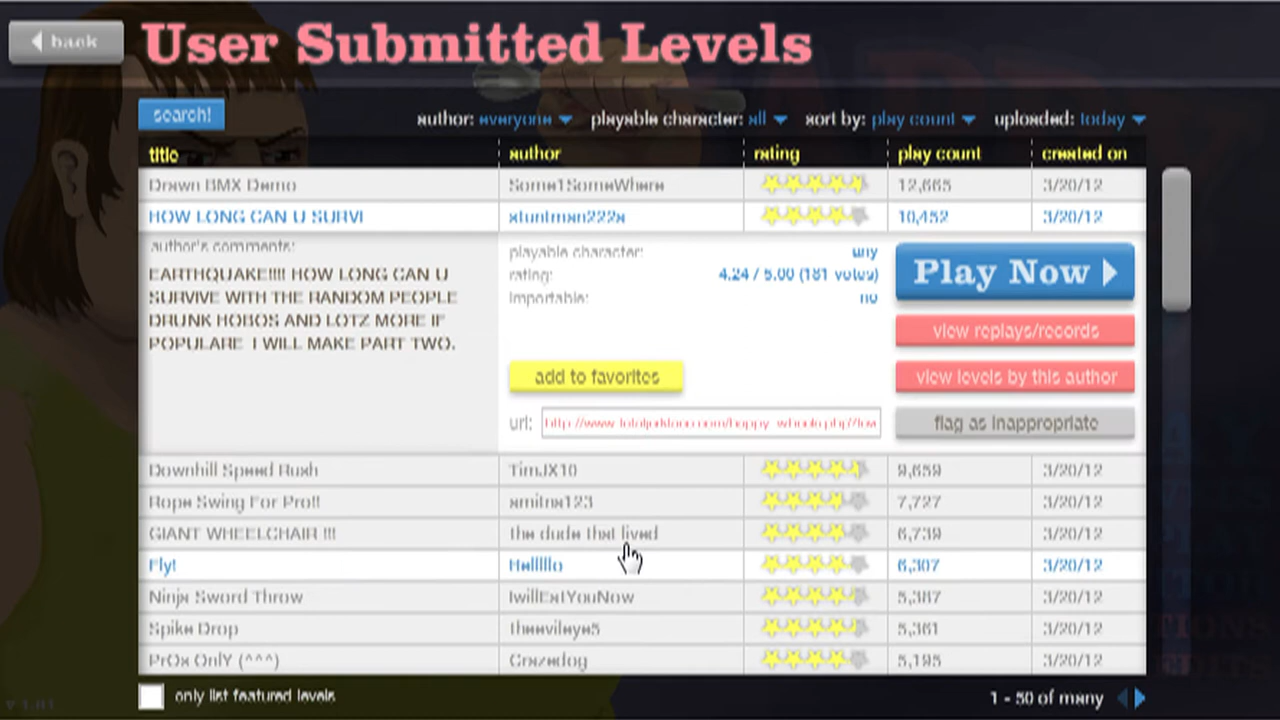 back
User Submitted Levels
search!
author: everyone playable character: all sort by: play count uploaded: today
title author rating play count created on
Drawn BMX Demo Some1SomeWhere 12,665 3/20/12
HOW LONG CAN U SURVI stuntman222s 10,452 3/20/12
author's comments:
EARTHQUAKE!!!! HOW LONG CAN U
SURVIVE WITH THE RANDOM PEOPLE
DRUNK HOBOS AND LOTZ MORE IF
POPULARE I WILL MAKE PART TWO.
playable character: any
rating: 4.24 / 5.00 (181 votes)
importable: no
Play Now
view replays/records
view levels by this author
add to favorites
url:
flag as inappropriate
Downhill Speed Rush TimJX10 9,659 3/20/12
Rope Swing For Pro!! smitns123 7,727 3/20/12
GIANT WHEELCHAIR !!! the dude that lived 6,739 3/20/12
Fly! Hellllllo 6,307 3/20/12
Ninja Sword Throw IwillEatYouNow 5,387 3/20/12
Spike Drop theevileye5 5,361 3/20/12
PrOx OnlY (^^^) Crazedog 5,195 3/20/12
only list featured levels
1 - 50 of many